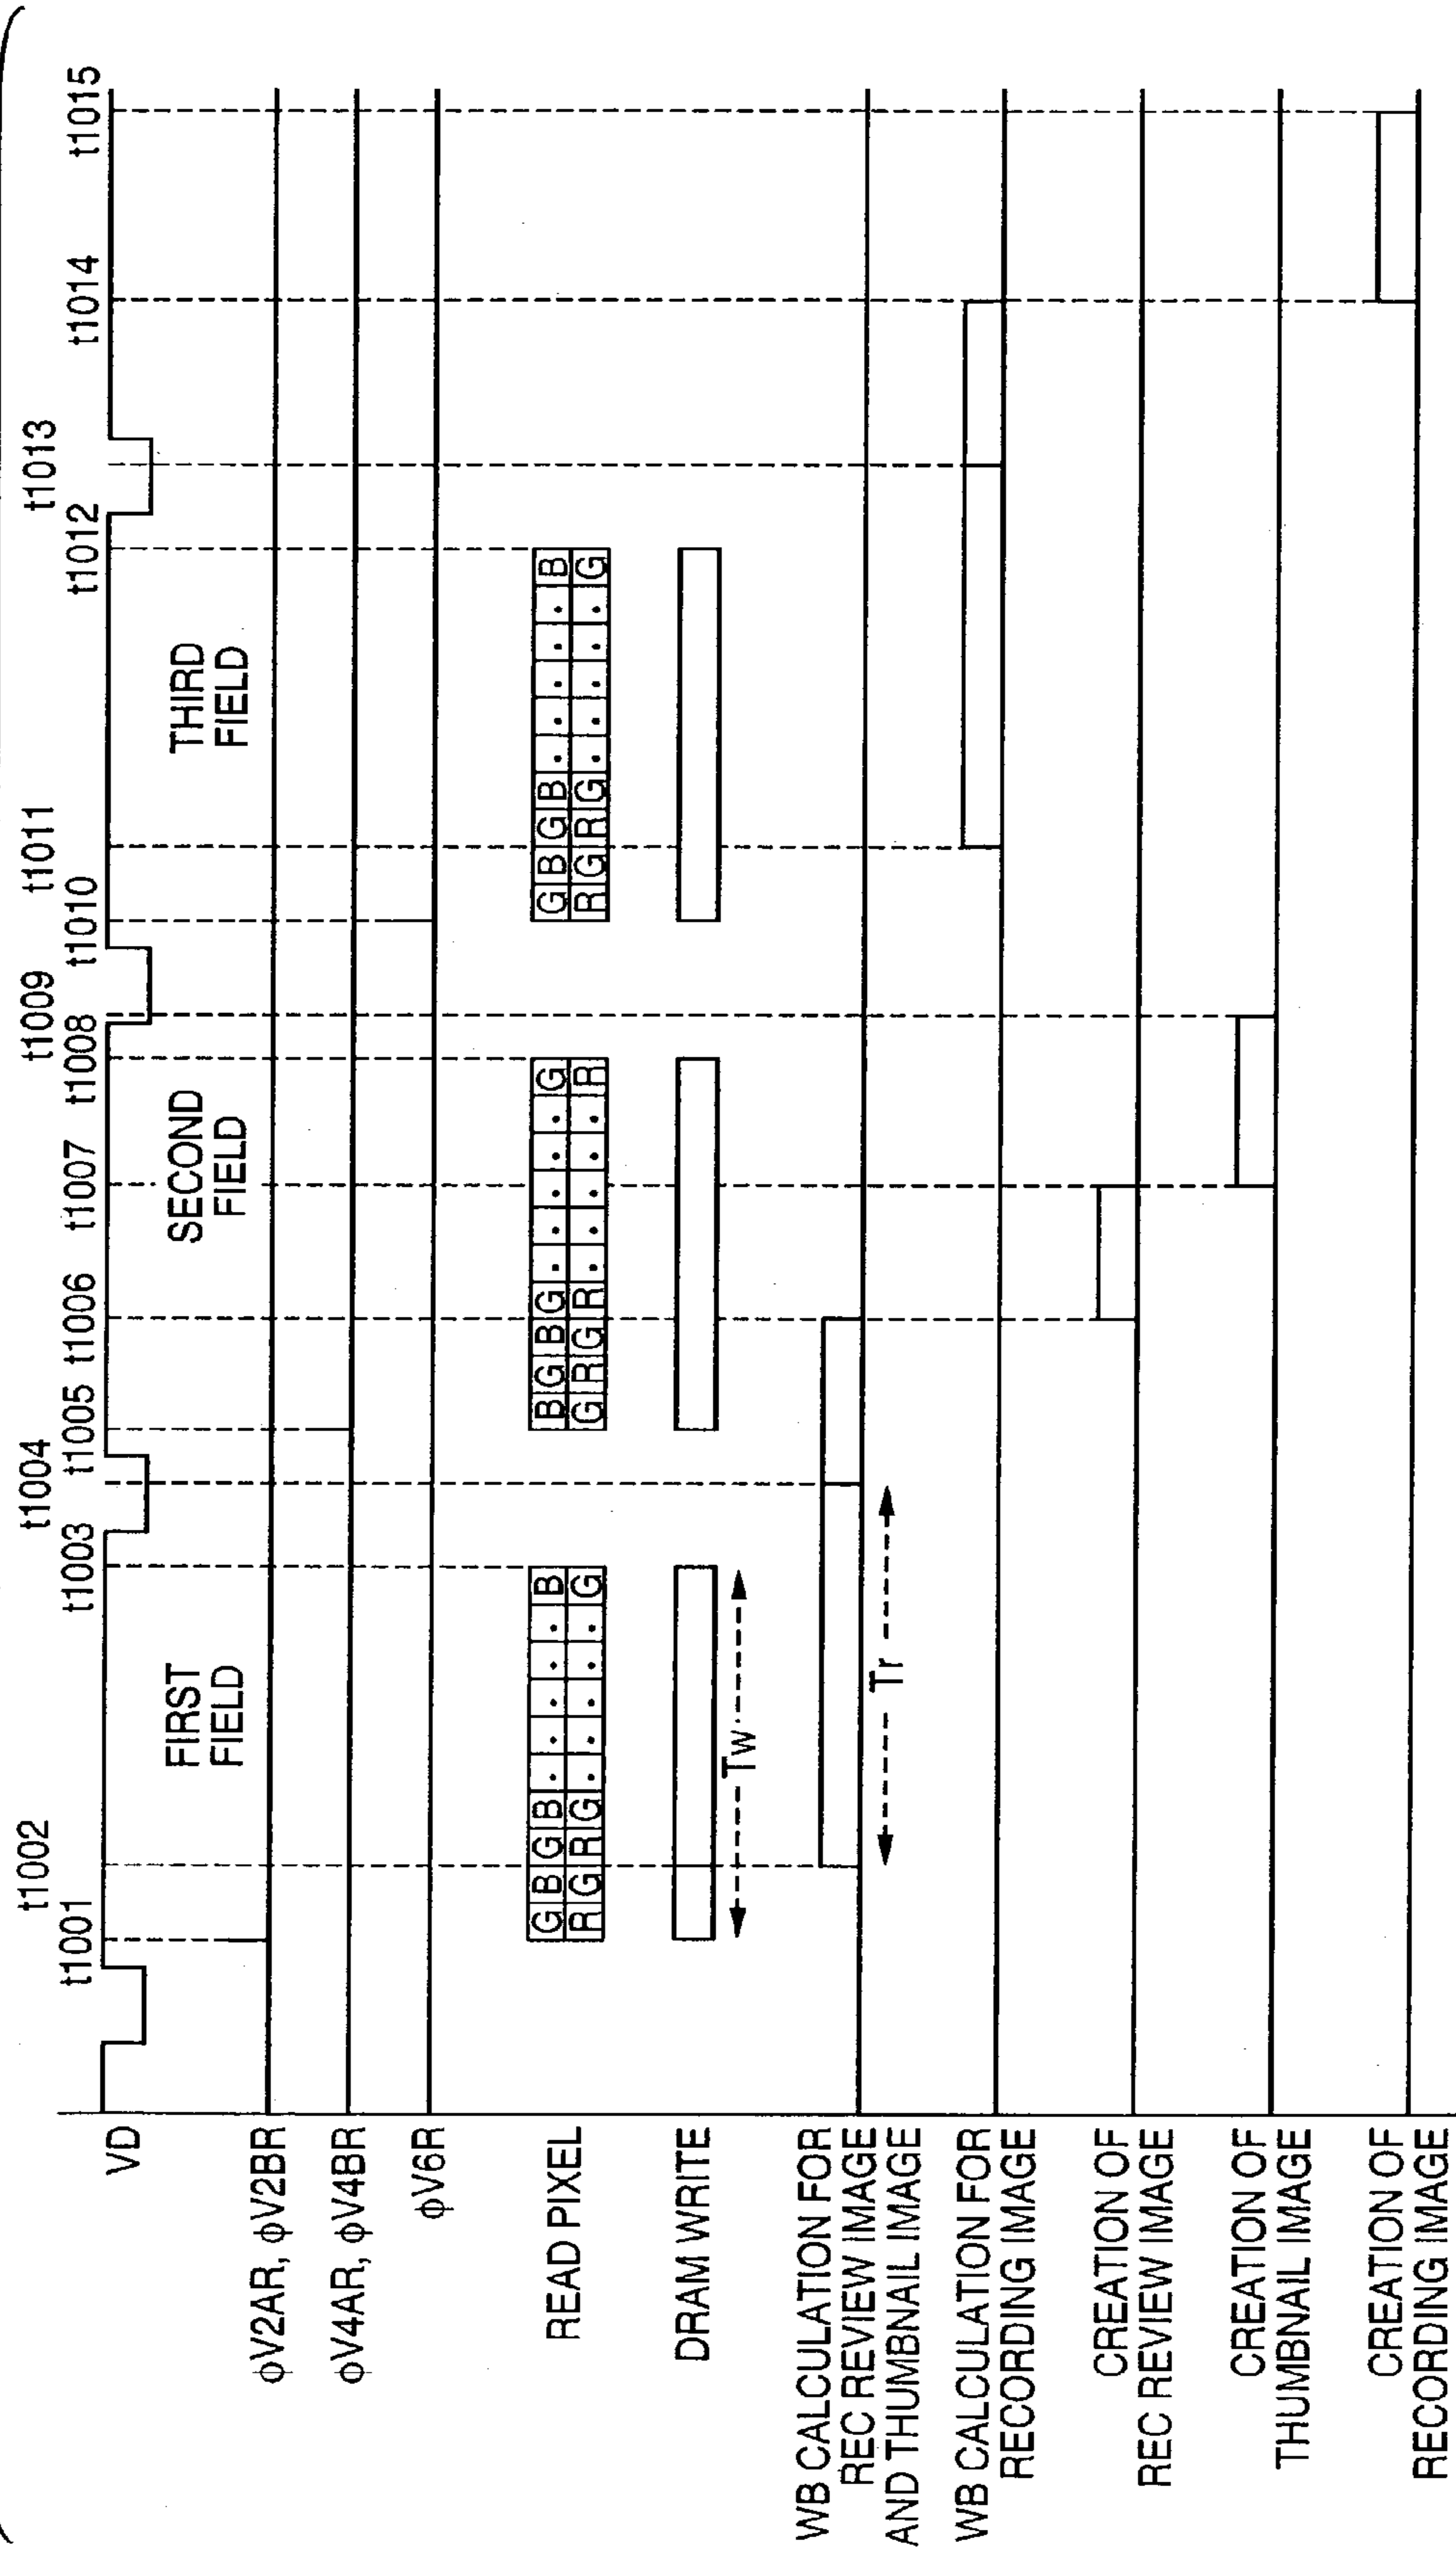 t1001
t1002
t1003
t1004
t1005
t1006
t1007
t1008
t1009
t1010
t1011
t1012
t1013
t1014
t1015
VD
FIRST
FIELD
SECOND
FIELD
THIRD
FIELD
ϕV2AR, ϕV2BR
ϕV4AR, ϕV4BR
ϕV6R
READ PIXEL
G B G B . . . . . B
R G R G . . . . . G
B G B G . . . . . G
G R G R . . . . . R
G B G B . . . . . B
R G R G . . . . . G
DRAM WRITE
Tw
WB CALCULATION FOR
REC REVIEW IMAGE
AND THUMBNAIL IMAGE
Tr
WB CALCULATION FOR
RECORDING IMAGE
CREATION OF
REC REVIEW IMAGE
CREATION OF
THUMBNAIL IMAGE
CREATION OF
RECORDING IMAGE